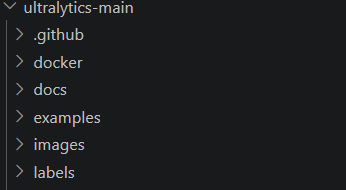 ultralytics-main
.github
docker
docs
examples
images
labels